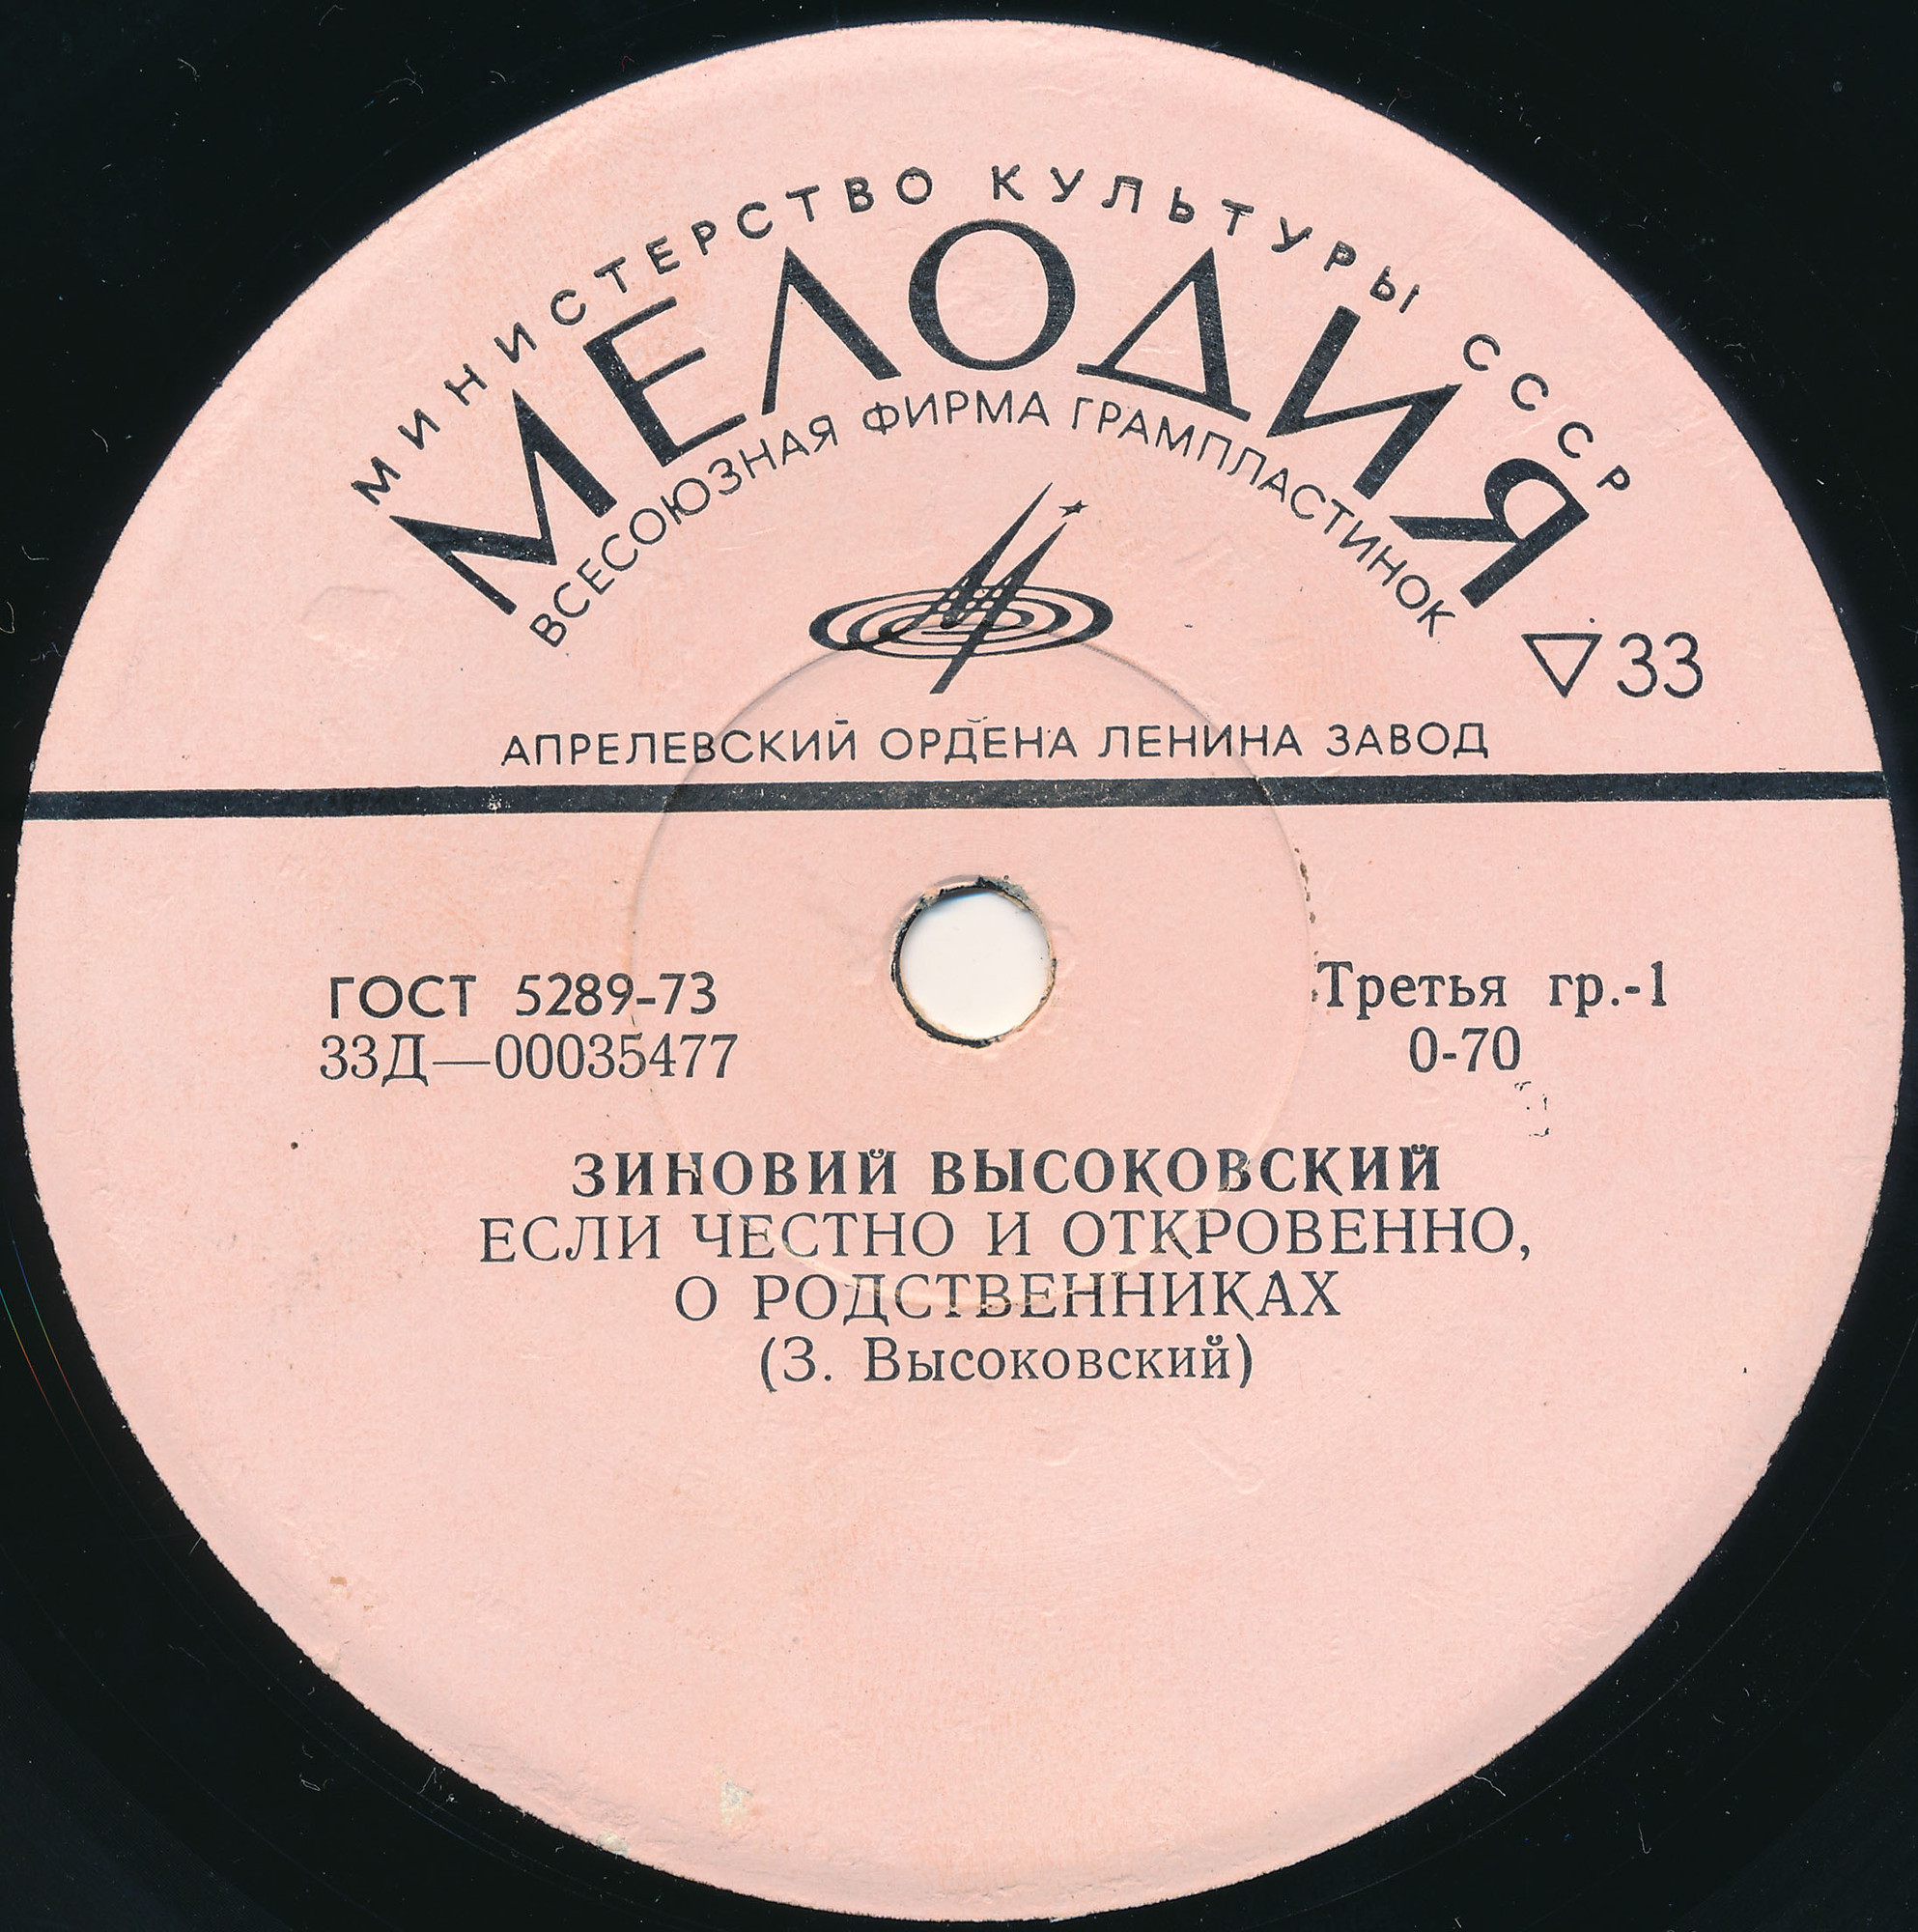 МИНИСТЕРСТВО КУЛЬТУРЫ СССР
МЕЛОДИЯ
ВСЕСОЮЗНАЯ ФИРМА ГРАМПЛАСТИНОК
▽33
АПРЕЛЕВСКИЙ ОРДЕНА ЛЕНИНА ЗАВОД
ГОСТ 5289-73
33Д—00035477
Третья гр.-1
0-70
ЗИНОВИЙ ВЫСОКОВСКИЙ
ЕСЛИ ЧЕСТНО И ОТКРОВЕННО,
О РОДСТВЕННИКАХ
(З. Высоковский)